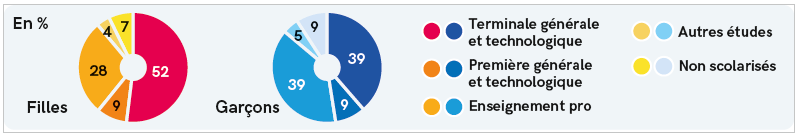 En %
4
7
28
52
9
Filles
9
5
39
39
9
Garçons
Terminale générale
et technologique
Première générale
et technologique
Enseignement pro
Autres études
Non scolarisés